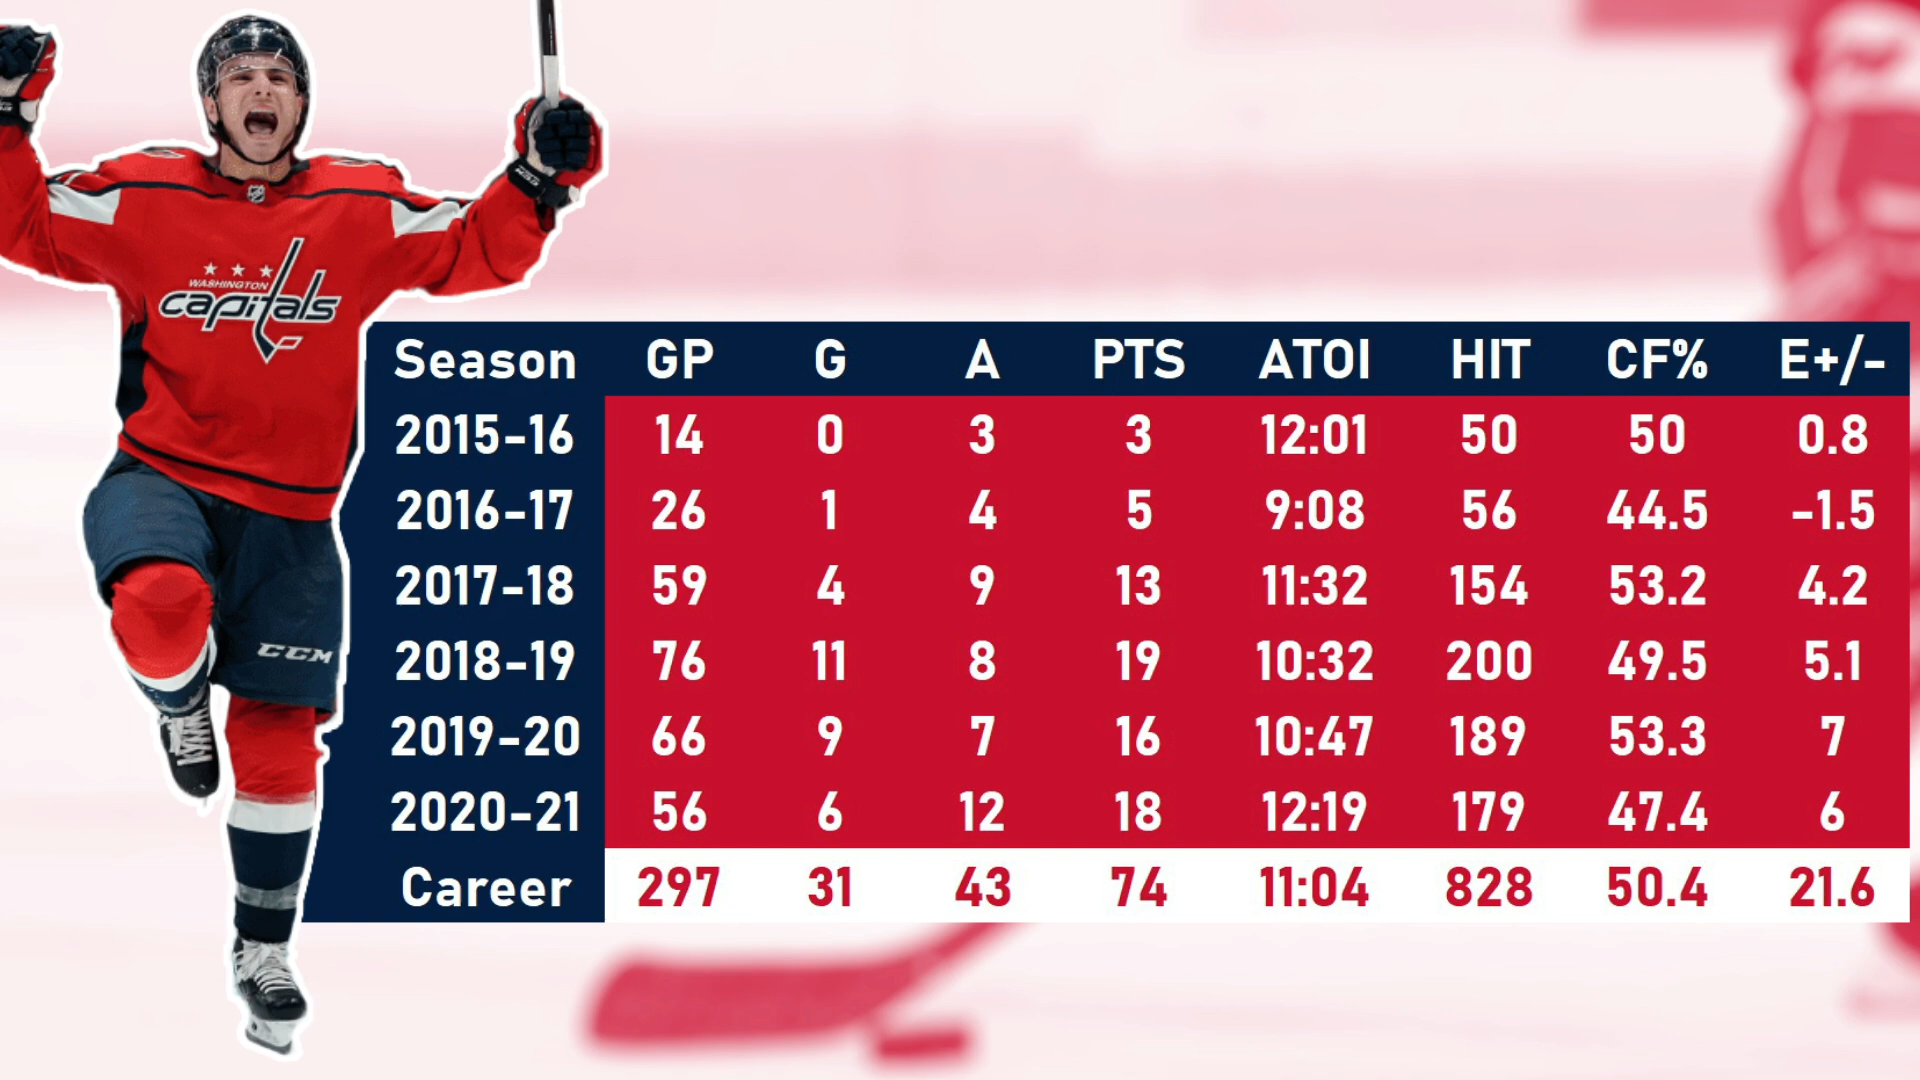 WASHINGTON
capitals
CCM
Season GP G A PTS ATOI HIT CF% E+/-
2015-16 14 0 3 3 12:01 50 50 0.8
2016-17 26 1 4 5 9:08 56 44.5 -1.5
2017-18 59 4 9 13 11:32 154 53.2 4.2
2018-19 76 11 8 19 10:32 200 49.5 5.1
2019-20 66 9 7 16 10:47 189 53.3 7
2020-21 56 6 12 18 12:19 179 47.4 6
Career 297 31 43 74 11:04 828 50.4 21.6